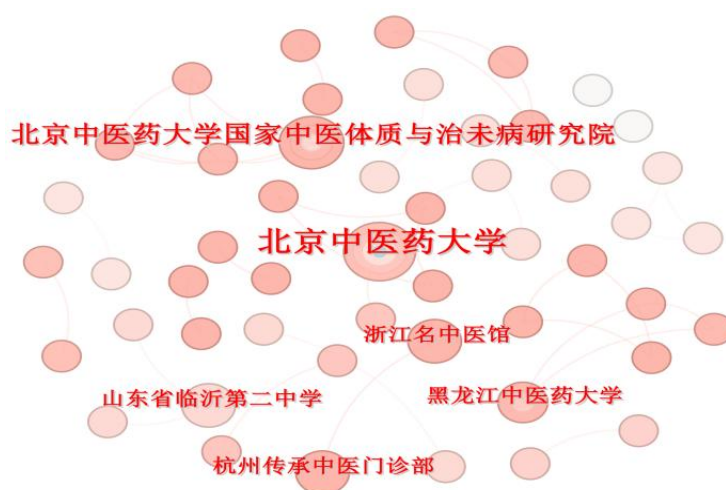 北京中医药大学国家中医体质与治未病研究院
北京中医药大学
浙江名中医馆
山东省临沂第二中学
黑龙江中医药大学
杭州传承中医门诊部